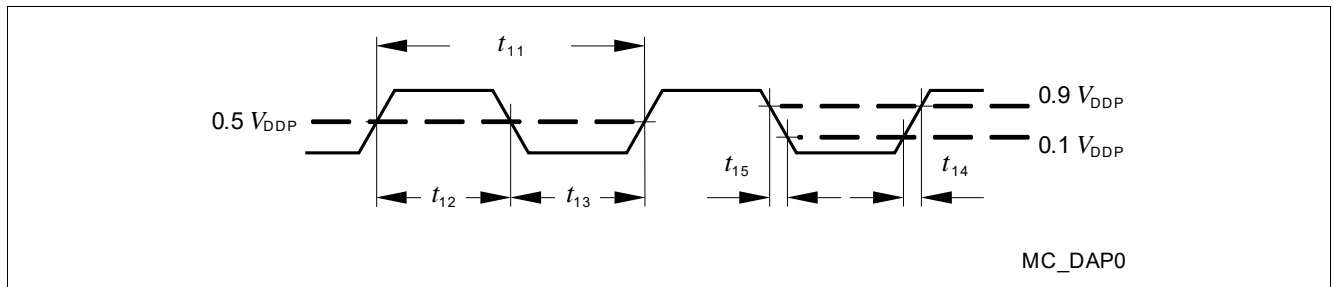 t11
0.5 VDDP
0.9 VDDP
0.1 VDDP
t15
t14
t12
t13
MC_DAP0